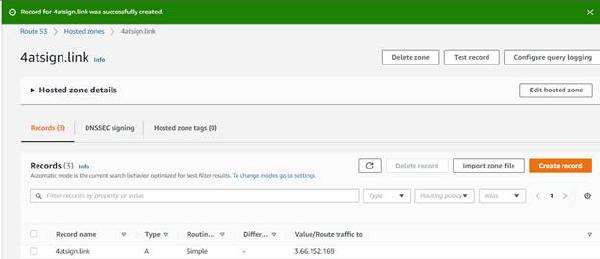 Record for 4atsign.link was successfully created.
Route 53 > Hosted zones > 4atsign.link
4atsign.link Info
Delete zone Test record Configure query logging
Hosted zone details Edit hosted zone
Records (3) DNSSEC signing Hosted zone tags (0)
Records (3) Info
Delete record Import zone file Create record
Automatic mode is the current search behavior optimized for best filter results. To change modes go to settings.
Filter records by property or value Type Routing policy Alias 1
Record name Type Routin... Differ... Value/Route traffic to
4atsign.link A Simple - 3.66.152.169